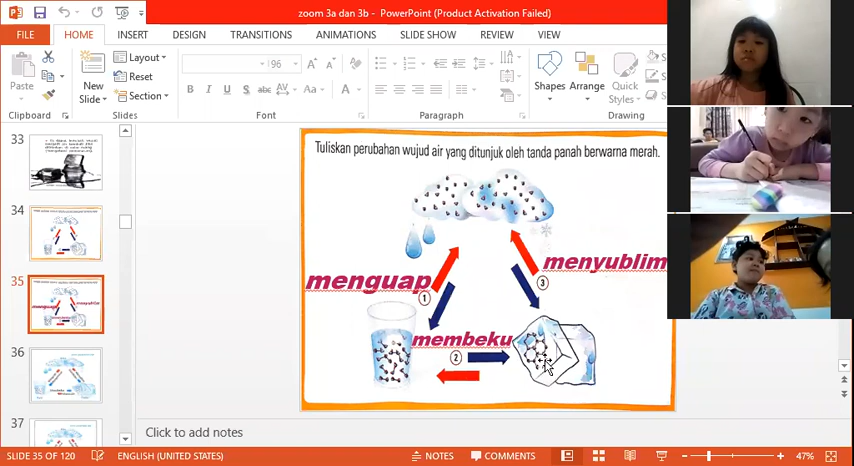 zoom 3a dan 3b - PowerPoint (Product Activation Failed)
FILE HOME INSERT DESIGN TRANSITIONS ANIMATIONS SLIDE SHOW REVIEW VIEW
Paste
New
Slide
Layout
Reset
Section
96
B I U S abc AV Aa A
Shapes
Arrange
Quick
Styles
Clipboard Slides Font Paragraph Drawing
33
34
35
36
37
Tuliskan perubahan wujud air yang ditunjuk oleh tanda panah berwarna merah.
menguap
1
menyublim
3
membeku
2
Click to add notes
SLIDE 35 OF 120 ENGLISH (UNITED STATES) NOTES COMMENTS 47%